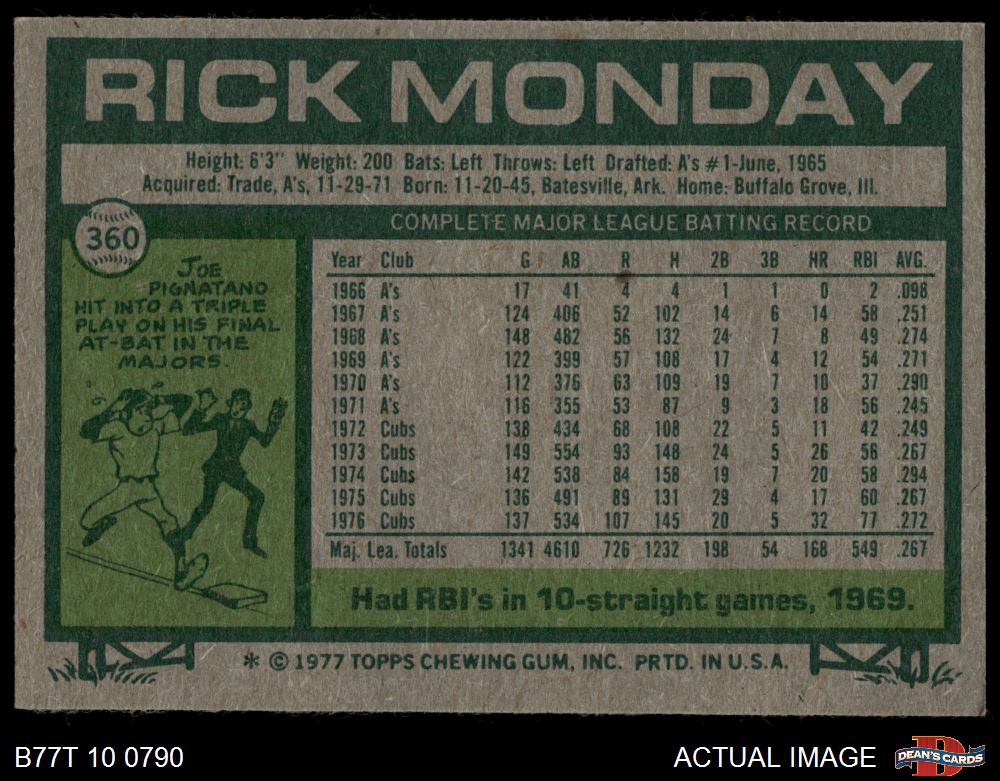 RICK MONDAY
Height: 6'3" Weight: 200 Bats: Left Throws: Left Drafted: A's #1-June, 1965
Acquired: Trade, A's, 11-29-71 Born: 11-20-45, Batesville, Ark. Home: Buffalo Grove, Ill.
360
JOE
PIGNATANO
HIT INTO A TRIPLE
PLAY ON HIS FINAL
AT-BAT IN THE
MAJORS.
COMPLETE MAJOR LEAGUE BATTING RECORD
Year Club G AB R H 2B 3B HR RBI AVG.
1966 A's 17 41 4 4 1 1 0 2 .098
1967 A's 124 406 52 102 14 6 14 58 .251
1968 A's 148 482 56 132 24 7 8 49 .274
1969 A's 122 399 57 108 17 4 12 54 .271
1970 A's 112 376 63 109 19 7 10 37 .290
1971 A's 116 355 53 87 9 3 18 56 .245
1972 Cubs 138 434 68 108 22 5 11 42 .249
1973 Cubs 149 554 93 148 24 5 26 56 .267
1974 Cubs 142 538 84 158 19 7 20 58 .294
1975 Cubs 136 491 89 131 29 4 17 60 .267
1976 Cubs 137 534 107 145 20 5 32 77 .272
Maj. Lea. Totals 1341 4610 726 1232 198 54 168 549 .267
Had RBI's in 10-straight games, 1969.
* © 1977 TOPPS CHEWING GUM, INC. PRTD. IN U.S.A.
B77T 10 0790
ACTUAL IMAGE
D
DEAN'S CARDS